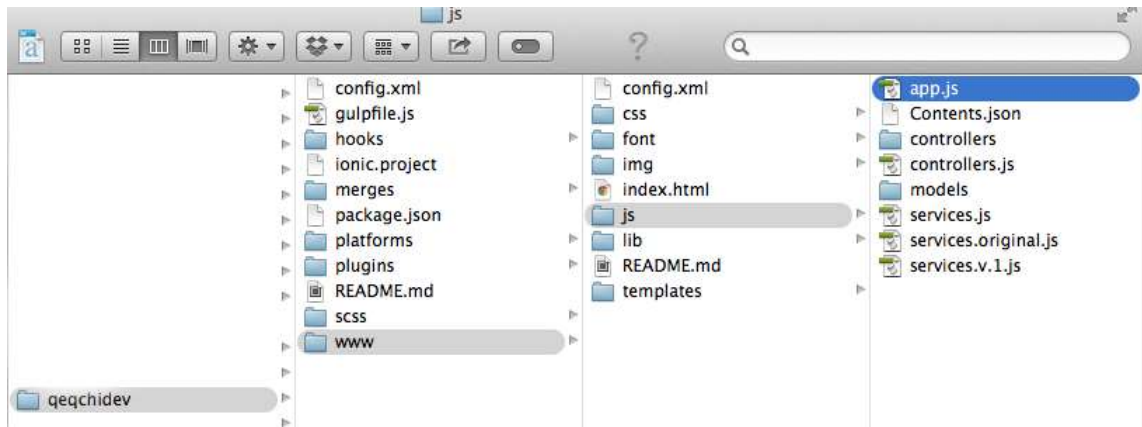 js
?
config.xml
gulpfile.js
hooks
ionic.project
merges
package.json
platforms
plugins
README.md
scss
www
qeqchidev
config.xml
css
font
img
index.html
js
lib
README.md
templates
app.js
Contents.json
controllers
controllers.js
models
services.js
services.original.js
services.v.1.js